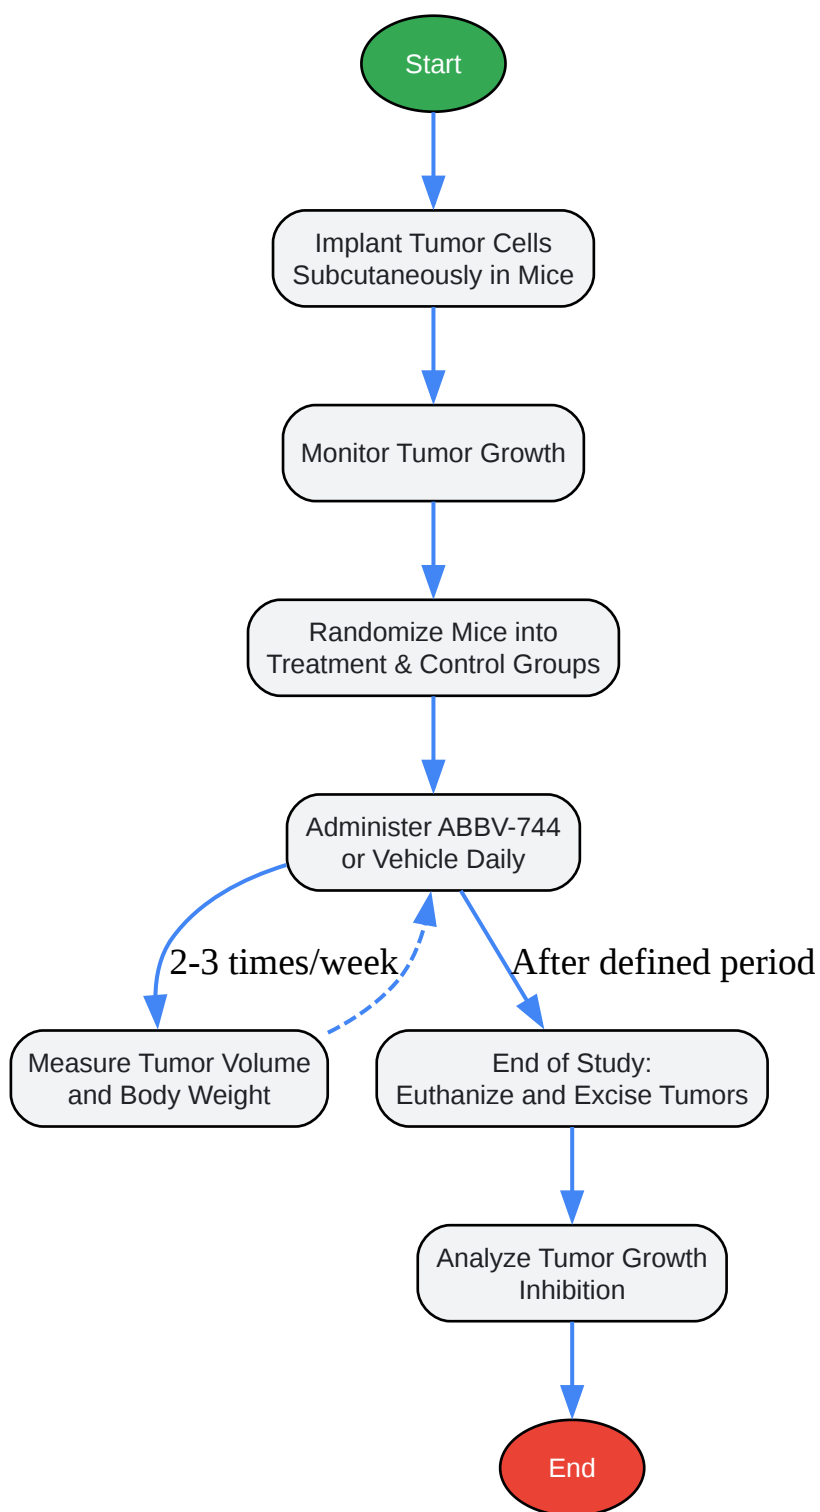 Start
Implant Tumor Cells
Subcutaneously in Mice
Monitor Tumor Growth
Randomize Mice into
Treatment & Control Groups
Administer ABBV-744
or Vehicle Daily
2-3 times/week
After defined period
Measure Tumor Volume
and Body Weight
End of Study:
Euthanize and Excise Tumors
Analyze Tumor Growth
Inhibition
End